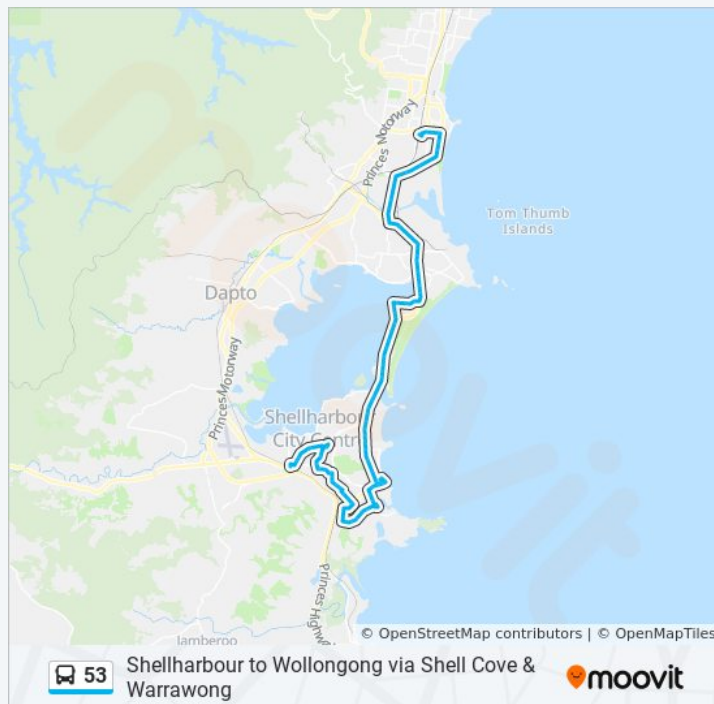 Princes Motorway
Tom Thumb
Islands
Dapto
Princes Motorway
Shellharbour
City Centre
Princes Highway
Jamberoo
© OpenStreetMap contributors | © OpenMapTiles
53
Shellharbour to Wollongong via Shell Cove &
Warrawong
moovit